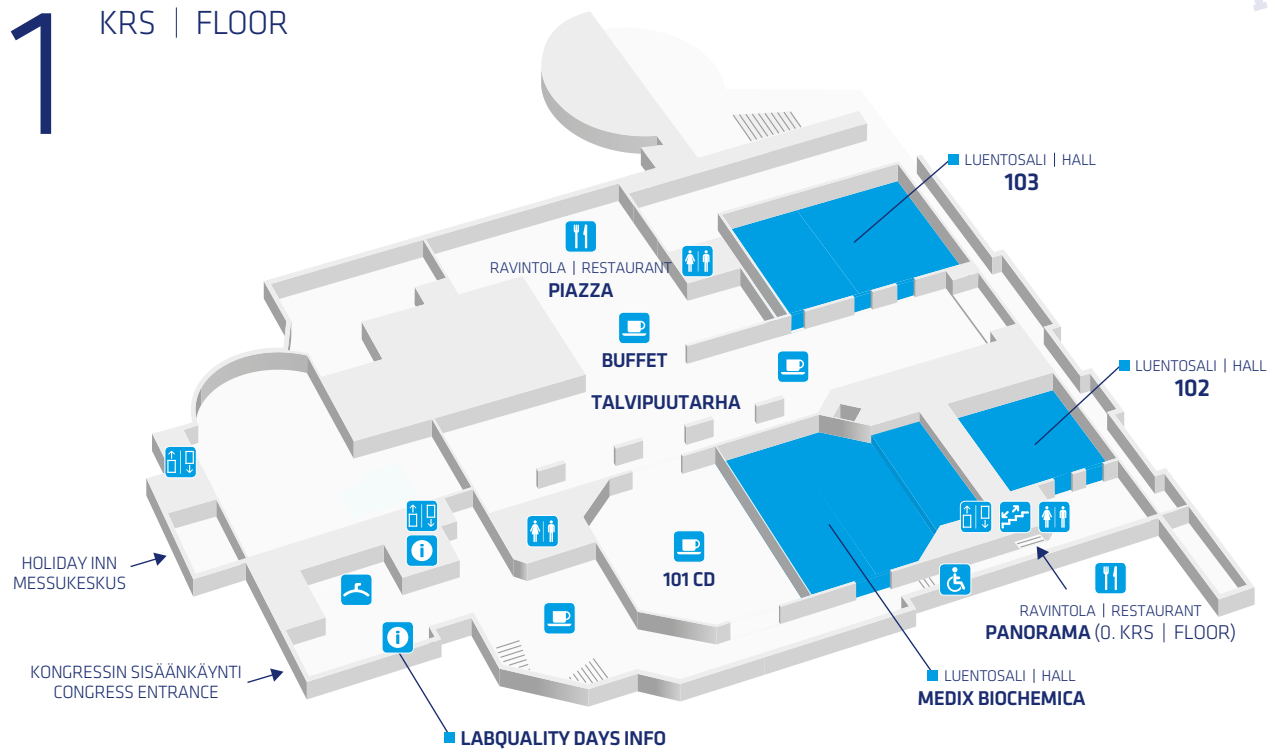 1
KRS | FLOOR
LUENTOSALI | HALL
103
RAVINTOLA | RESTAURANT
PIAZZA
BUFFET
LUENTOSALI | HALL
102
TALVIPUUTARHA
HOLIDAY INN
MESSUKESKUS
101 CD
RAVINTOLA | RESTAURANT
PANORAMA (0. KRS | FLOOR)
KONGRESSIN SISÄÄNKÄYNTI
CONGRESS ENTRANCE
LUENTOSALI | HALL
MEDIX BIOCHEMICA
LABQUALITY DAYS INFO